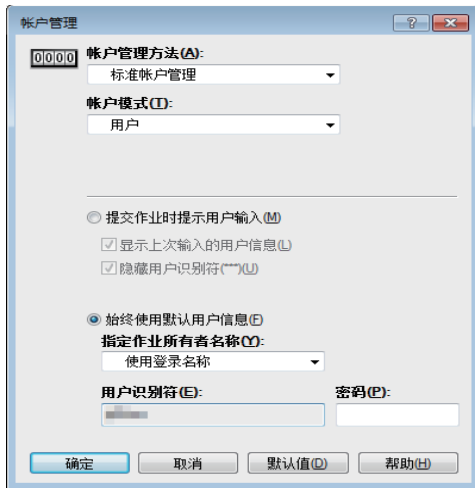 帐户管理
?
0000
帐户管理方法(A):
标准帐户管理
帐户模式(T):
用户
提交作业时提示用户输入(M)
显示上次输入的用户信息(L)
隐藏用户识别符(***)(U)
始终使用默认用户信息(F)
指定作业所有者名称(Y):
使用登录名称
用户识别符(E):
密码(P):
确定
取消
默认值(D)
帮助(H)